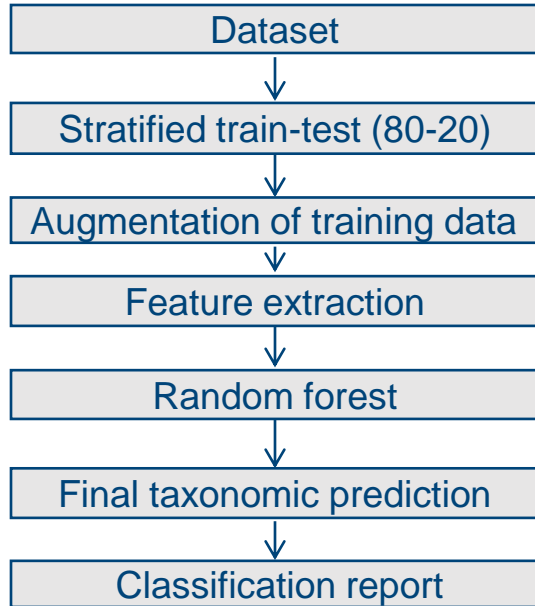 Dataset
Stratified train-test (80-20)
Augmentation of training data
Feature extraction
Random forest
Final taxonomic prediction
Classification report